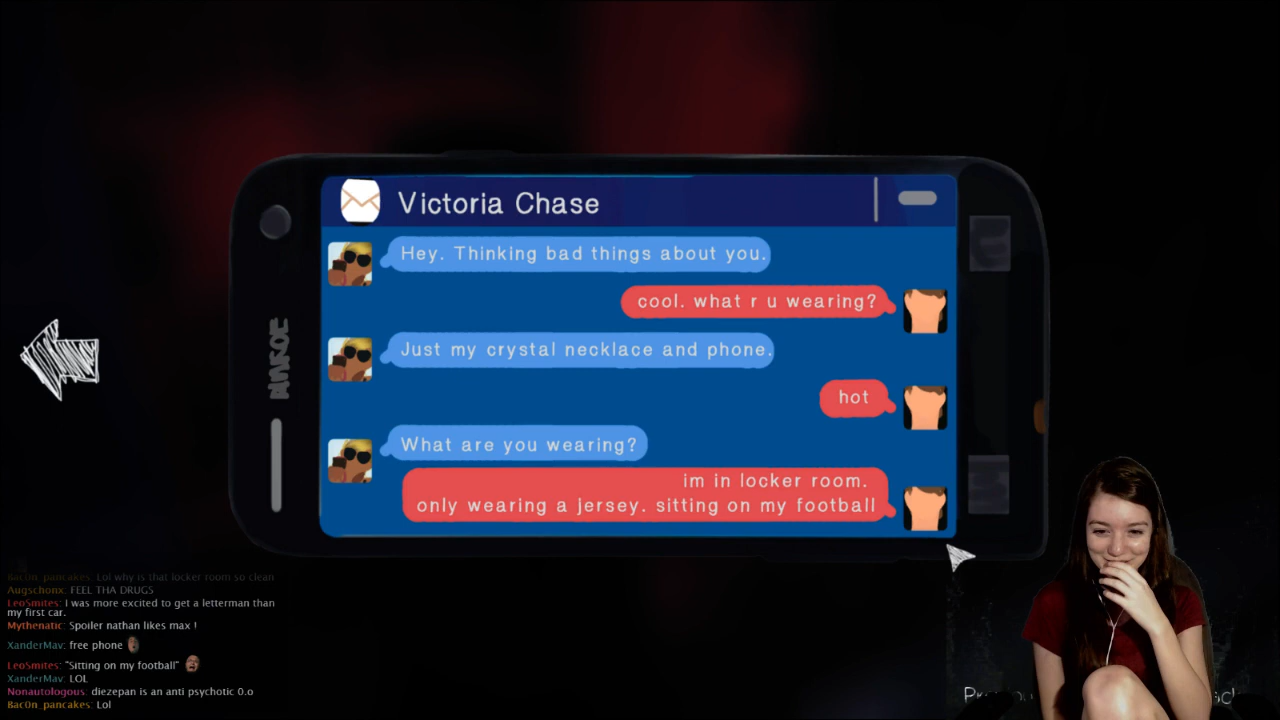 Victoria Chase
Hey. Thinking bad things about you.
cool. what r u wearing?
Just my crystal necklace and phone.
hot
What are you wearing?
im in locker room.
only wearing a jersey. sitting on my football
Bac0n_pancakes: Lol why is that locker room so clean
Augschonx: FEEL THA DRUGS
LeoSmites: I was more excited to get a letterman than
my first car.
Mythenatic: Spoiler nathan likes max !
XanderMav: free phone
LeoSmites: "Sitting on my football"
XanderMav: LOL
Nonautologous: diezepan is an anti psychotic 0.o
Bac0n_pancakes: Lol